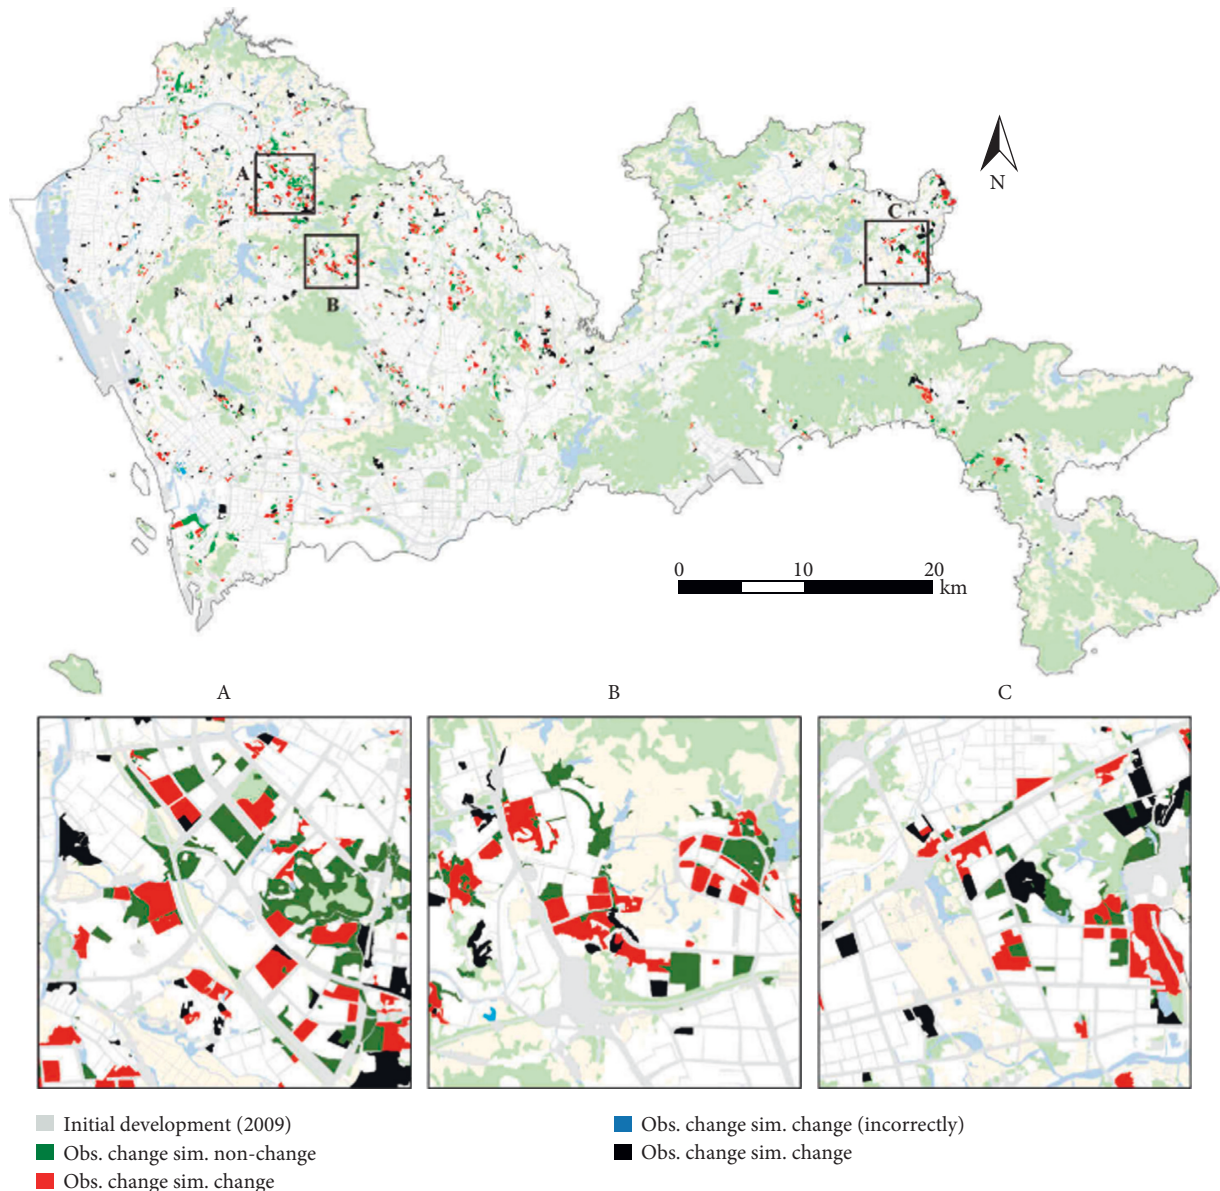 N
A
B
C
0 10 20
km
A B C
Initial development (2009)
Obs. change sim. non-change
Obs. change sim. change
Obs. change sim. change (incorrectly)
Obs. change sim. change